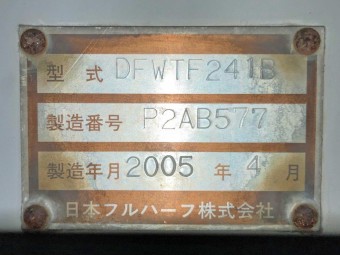 型式 DFWTF241B
製造番号 P2AB577
製造年月 2005 年 4 月
日本フルハーフ株式会社